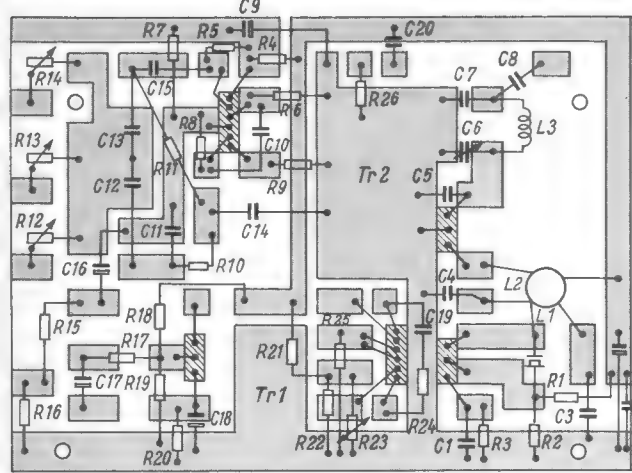 C9
R7 R5 R4 C20
R14 C15 C7 C8
R6 R26
C13 R8 C10 C6 L3
R13 R11
R9 Tr2
C12 C5
R12 C11 C14
C16 R10
L2
R18 C4 L1
R15 C19
R25
R17 R21
R16 C17 R19 Tr1 R1
C18 R24 C3
R20 R22 R23 C1 R3 R2